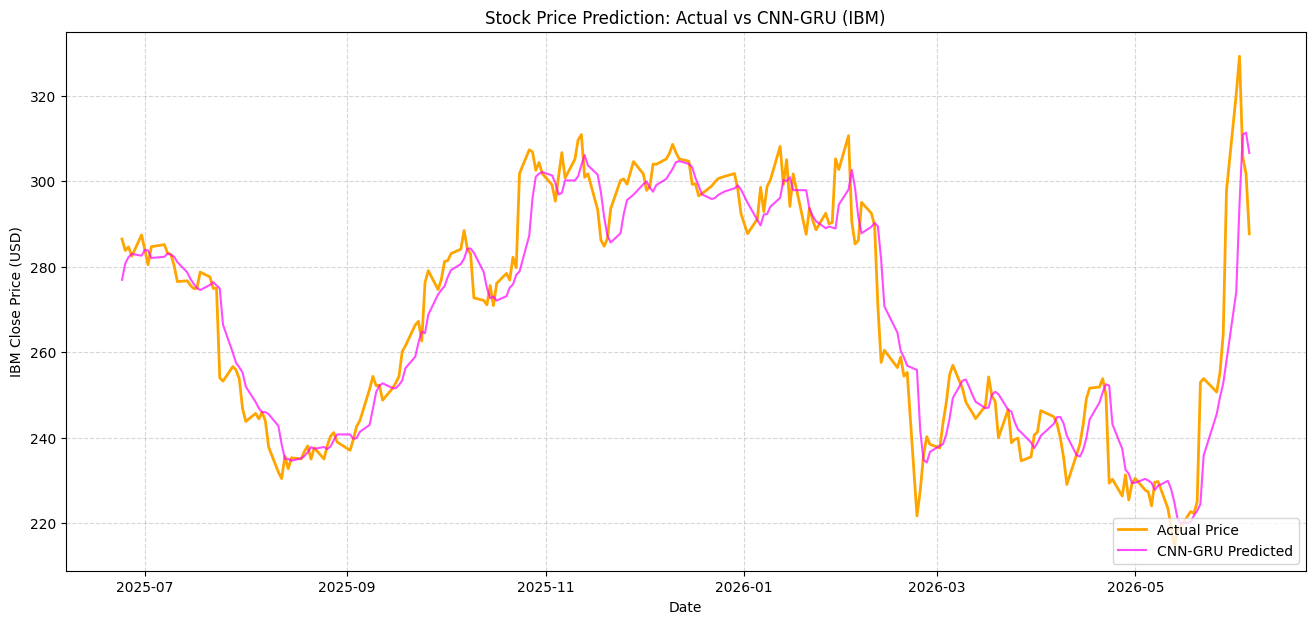 Stock Price Prediction: Actual vs CNN-GRU (IBM)
IBM Close Price (USD)
320
300
280
260
240
220
2025-07
2025-09
2025-11
2026-01
2026-03
2026-05
Date
Actual Price
CNN-GRU Predicted